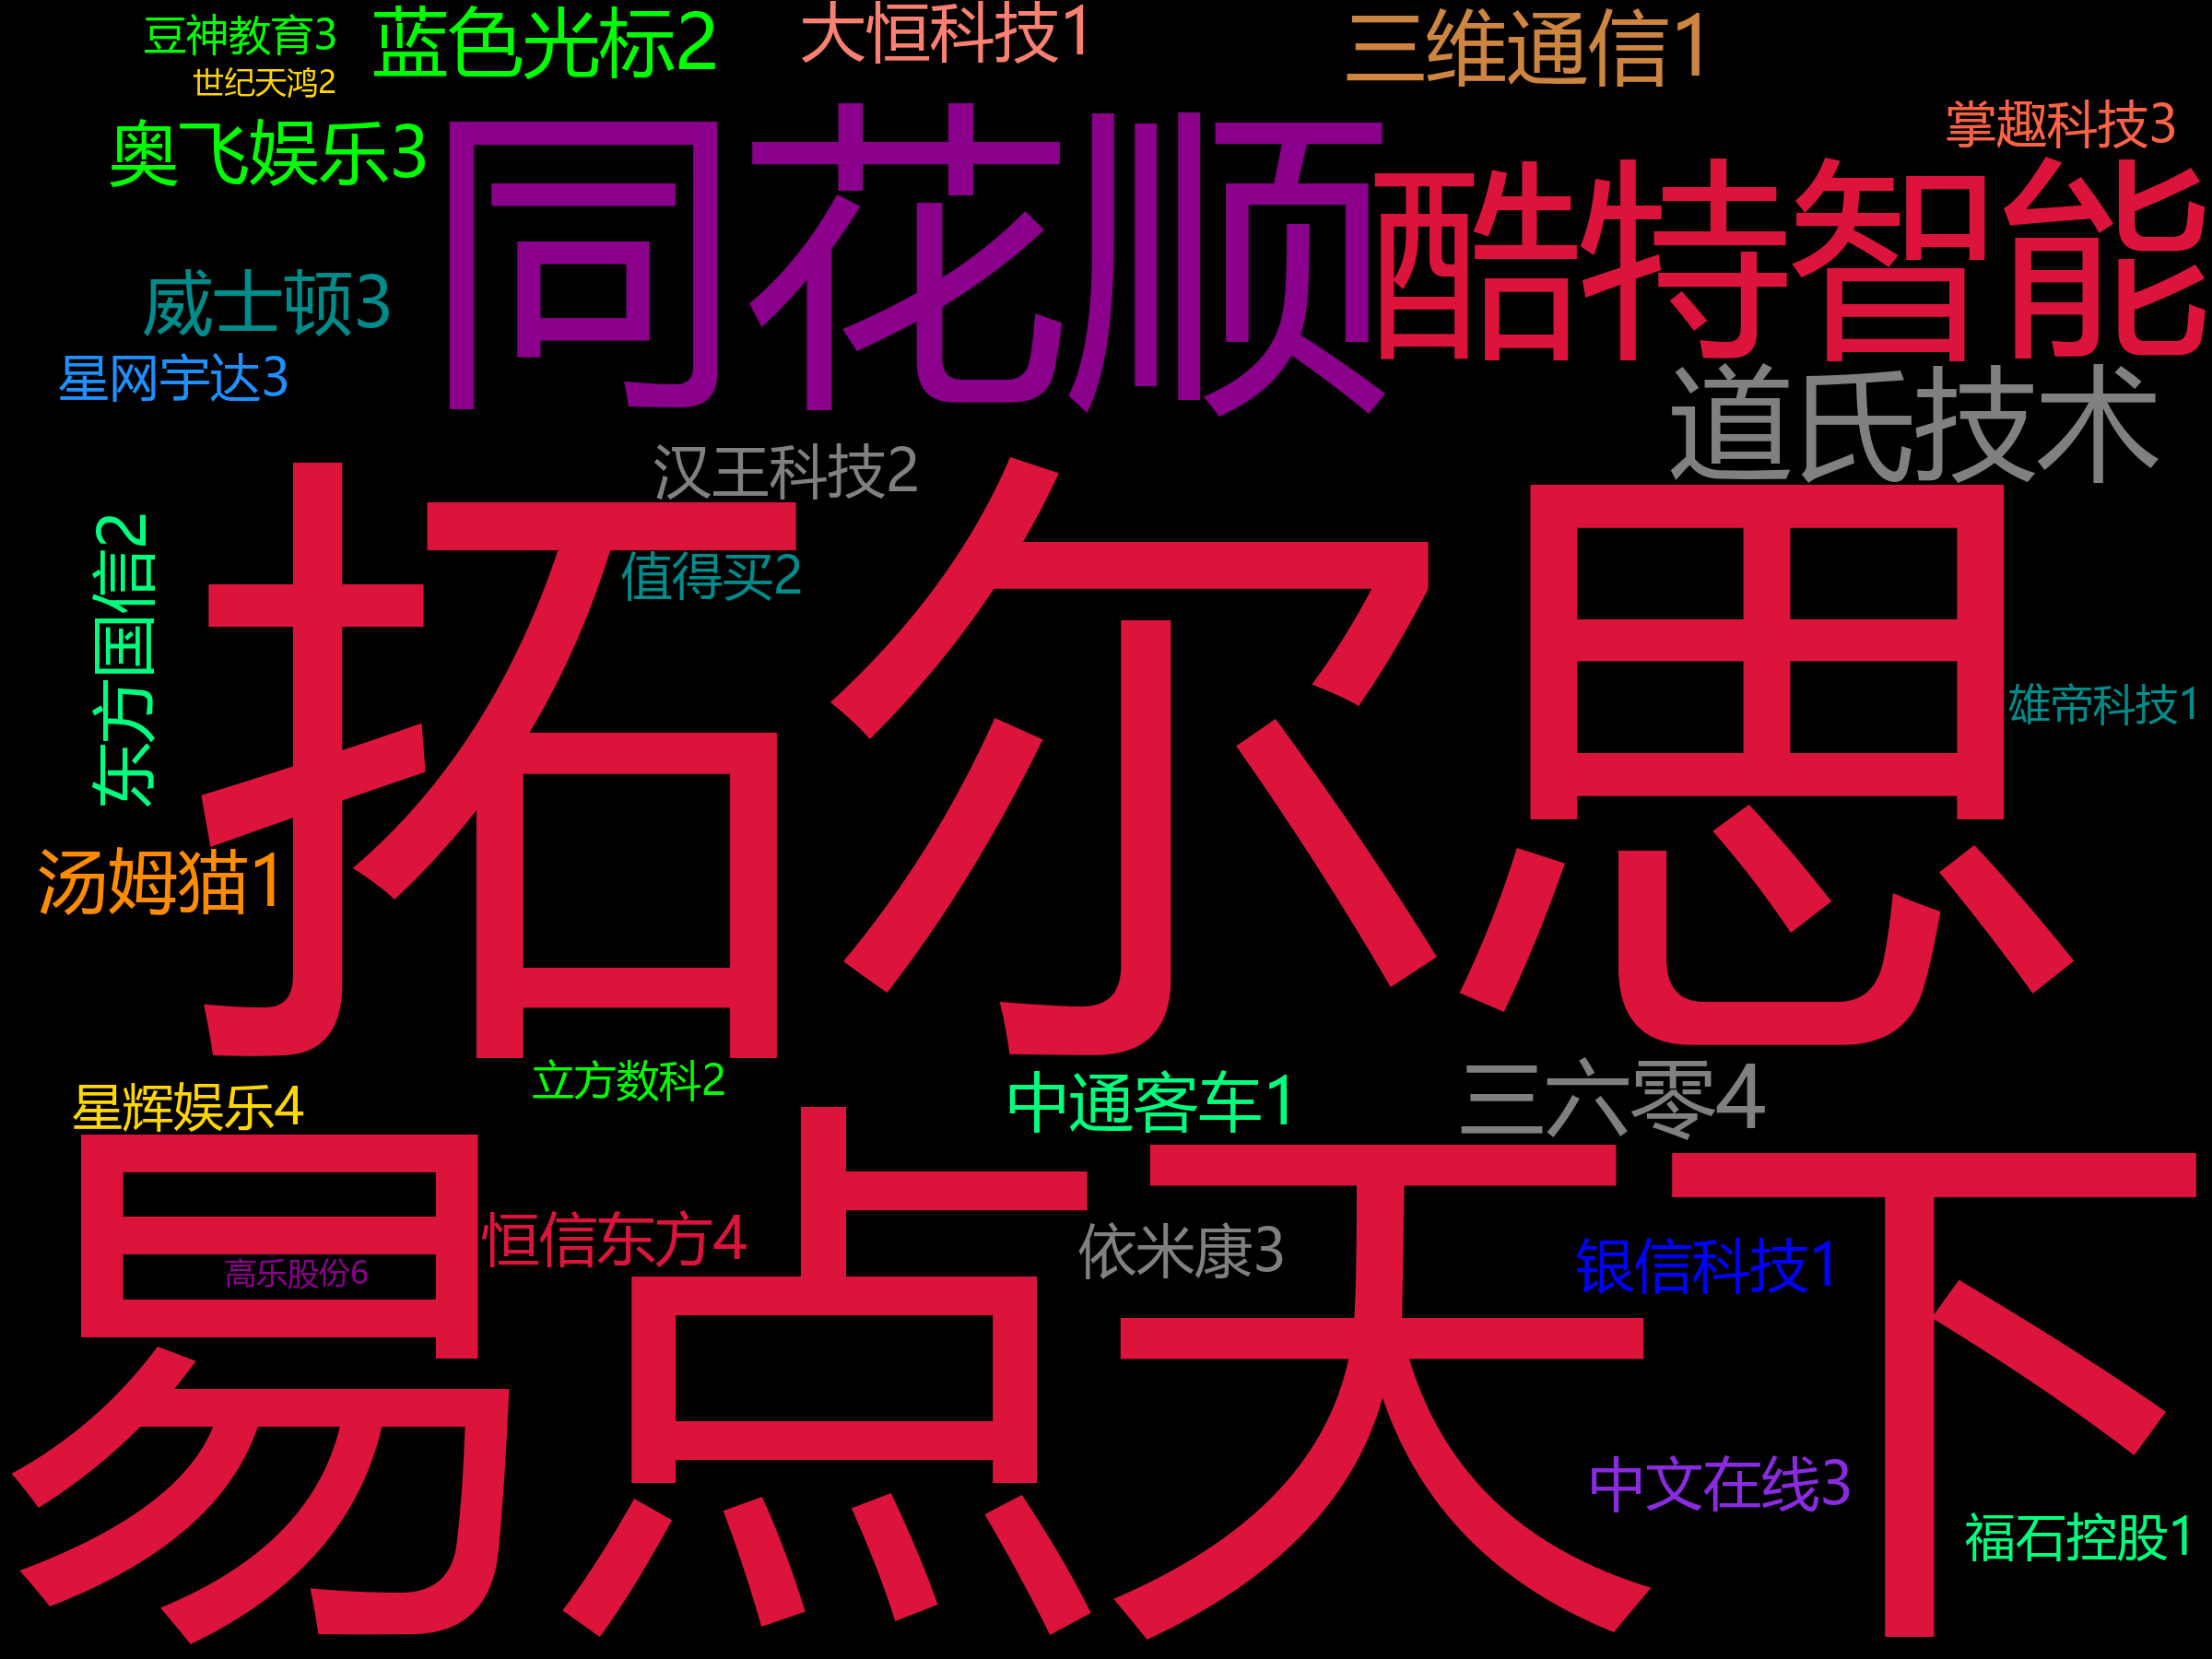 豆神教育3
蓝色光标2
大恒科技1
三维通信1
世纪天鸿2
掌趣科技3
奥飞娱乐3
同花顺
酷特智能
威士顿3
星网宇达3
道氏技术
汉王科技2
东方国信2
拓尔思
值得买2
雄帝科技1
汤姆猫1
立方数科2
中通客车1
三六零4
星辉娱乐4
易点天下
恒信东方4
依米康3
银信科技1
高乐股份6
中文在线3
福石控股1